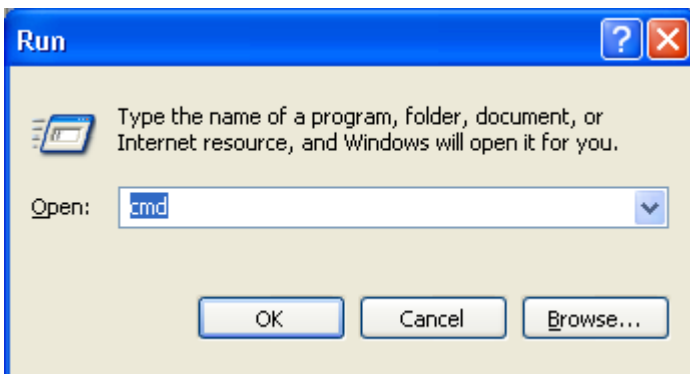 Run
Type the name of a program, folder, document, or
Internet resource, and Windows will open it for you.
Open: cmd
OK Cancel Browse...